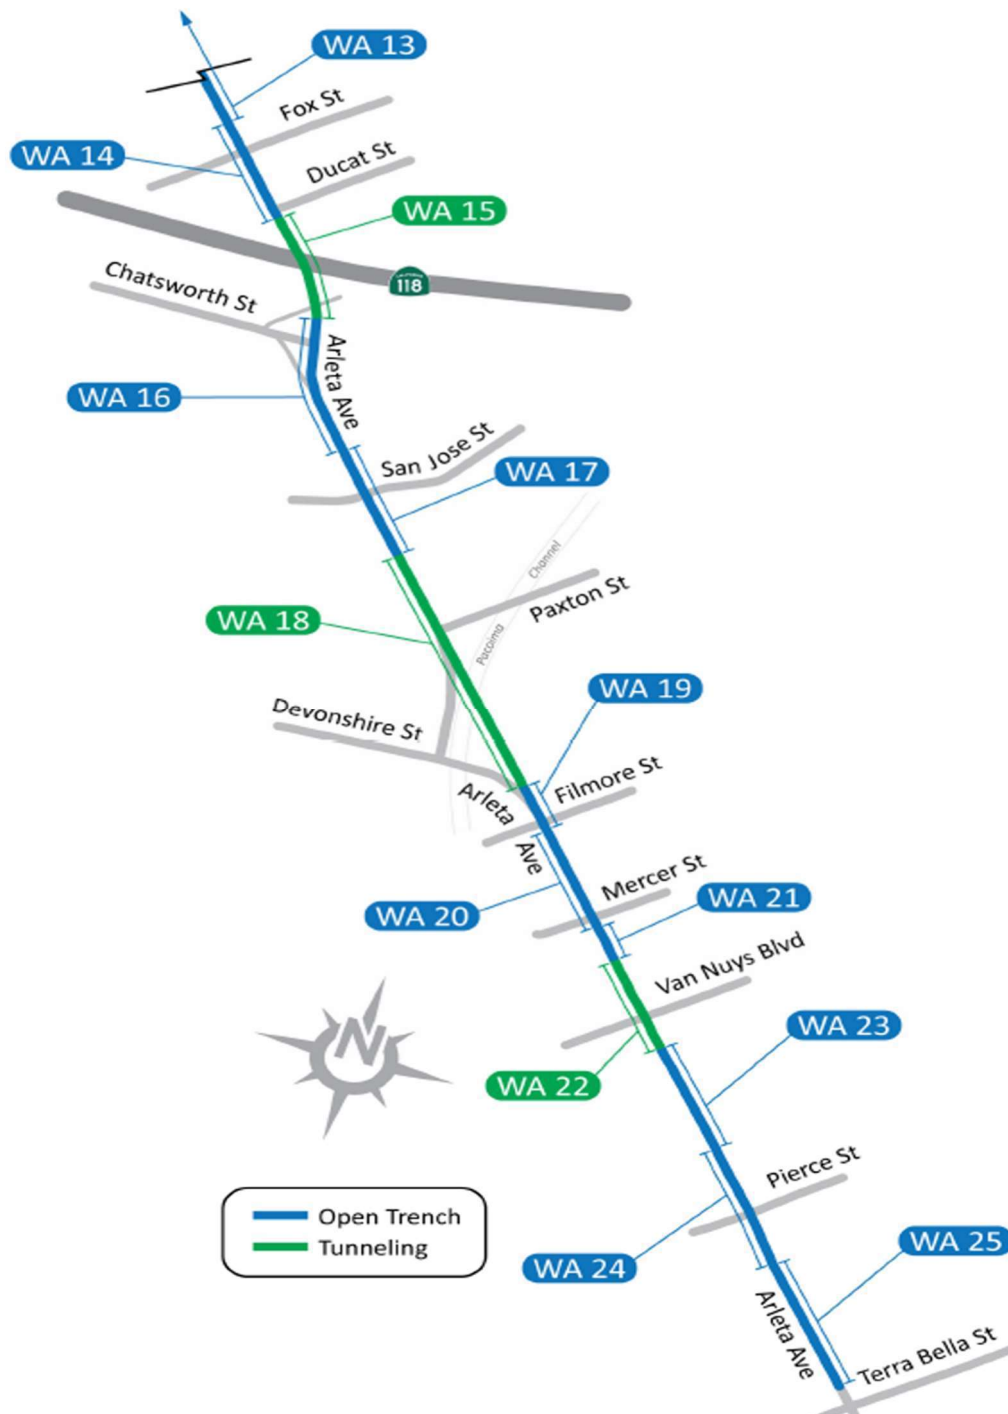 WA 13
Fox St
WA 14
Ducat St
WA 15
118
Chatsworth St
Arleta Ave
WA 16
San Jose St
WA 17
Channel
Paxton St
WA 18
Pacoima
WA 19
Devonshire St
Filmore St
Arleta
Ave
Mercer St
WA 20
WA 21
Van Nuys Blvd
N
WA 23
WA 22
Pierce St
Open Trench
Tunneling
WA 24
WA 25
Arleta Ave
Terra Bella St